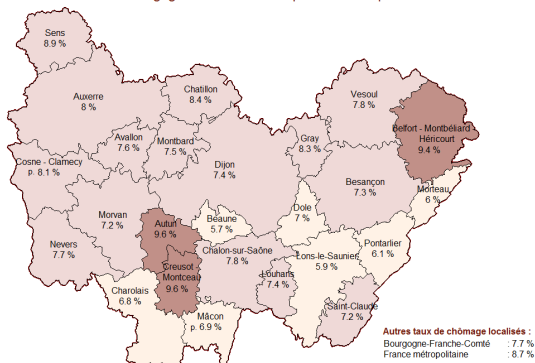 Sens
8.9 %
Auxerre
8 %
Chatillon
8.4 %
Vesoul
7.8 %
Avallon
7.6 %
Montbard
7.5 %
Gray
8.3 %
Belfort - Montbéliard -
Héricourt
9.4 %
Cosne - Clamecy
p. 8.1 %
Dijon
7.4 %
Besançon
7.3 %
Morteau
6 %
Morvan
7.2 %
Autun
9.6 %
Beaune
5.7 %
Dole
7 %
Nevers
7.7 %
Chalon-sur-Saône
7.8 %
Pontarlier
6.1 %
Creusot -
Montceau
9.6 %
Louhans
7.4 %
Lons-le-Saunier
5.9 %
Charolais
6.8 %
Mâcon
p. 6.9 %
Saint-Claude
7.2 %
Autres taux de chômage localisés :
Bourgogne-Franche-Comté : 7.7 %
France métropolitaine : 8.7 %